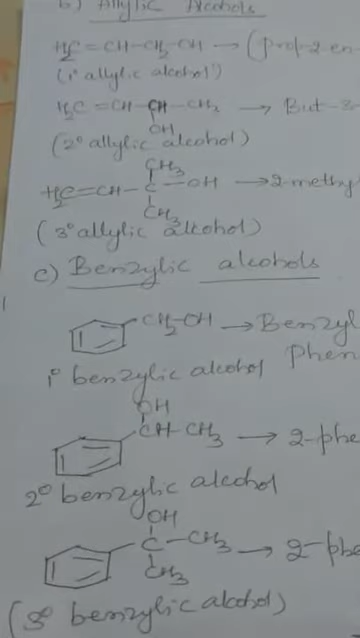 b) Allylic Alcohols
H₂C=CH-CH₂-OH → (Prop-2-en-
(1° allylic alcohol)
H₂C=CH-CH-CH₃ → But-3-
OH
(2° allylic alcohol)
CH₃
H₂C=CH-C-OH → 2-methy
CH₃
(3° allylic alcohol)
c) Benzylic alcohols
CH₂-OH → Benzyl
Phen
1° benzylic alcohol
OH
CH-CH₃ → 2-phe
2° benzylic alcohol
OH
C-CH₃ → 2-phe
CH₃
(3° benzylic alcohol)